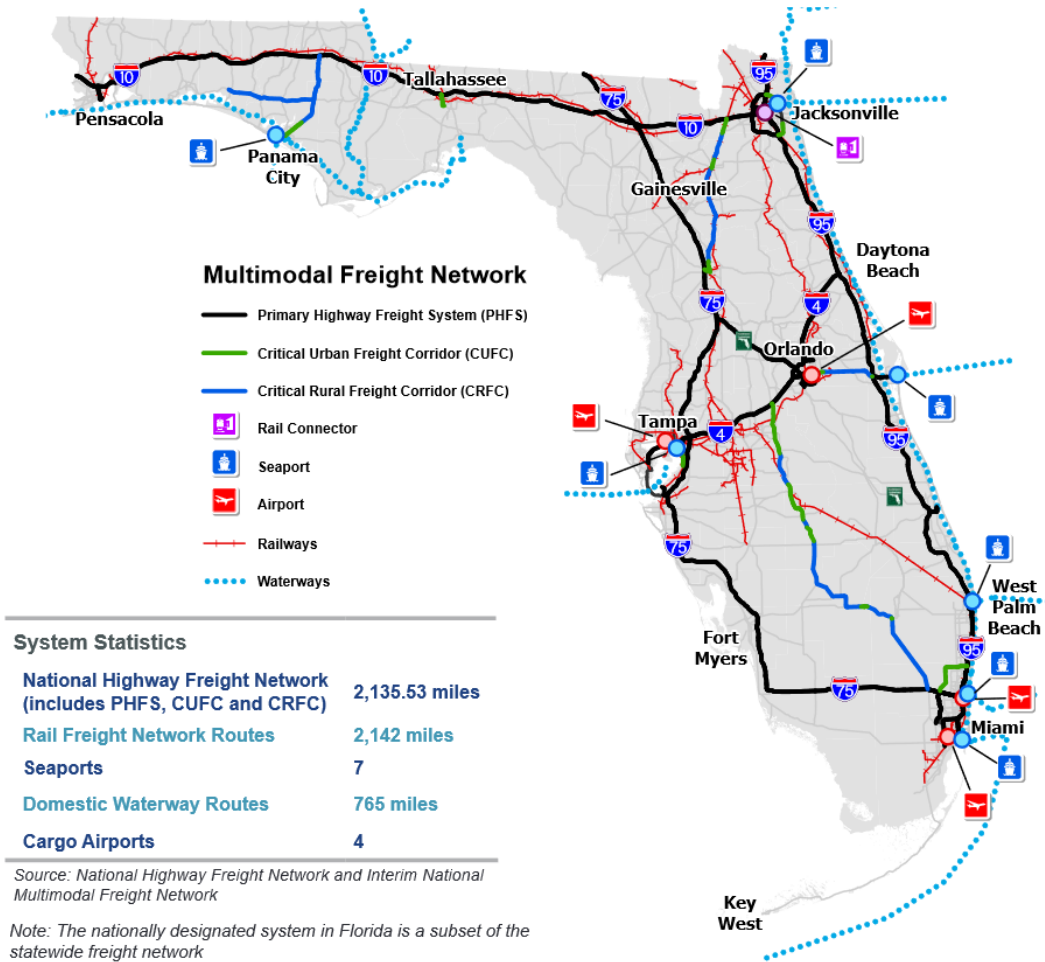 95
10
10
Tallahassee
75
Jacksonville
Pensacola
10
Panama
City
Gainesville
95
Daytona
Beach
Multimodal Freight Network
75
4
Primary Highway Freight System (PHFS)
Critical Urban Freight Corridor (CUFC)
Orlando
Critical Rural Freight Corridor (CRFC)
Rail Connector
Tampa
4
95
Seaport
Airport
Railways
75
Waterways
West
Palm
Beach
System Statistics
Fort
Myers
95
National Highway Freight Network
(includes PHFS, CUFC and CRFC) 2,135.53 miles
75
Rail Freight Network Routes 2,142 miles
Miami
Seaports 7
Domestic Waterway Routes 765 miles
Cargo Airports 4
Source: National Highway Freight Network and Interim National
Multimodal Freight Network
Key
West
Note: The nationally designated system in Florida is a subset of the
statewide freight network